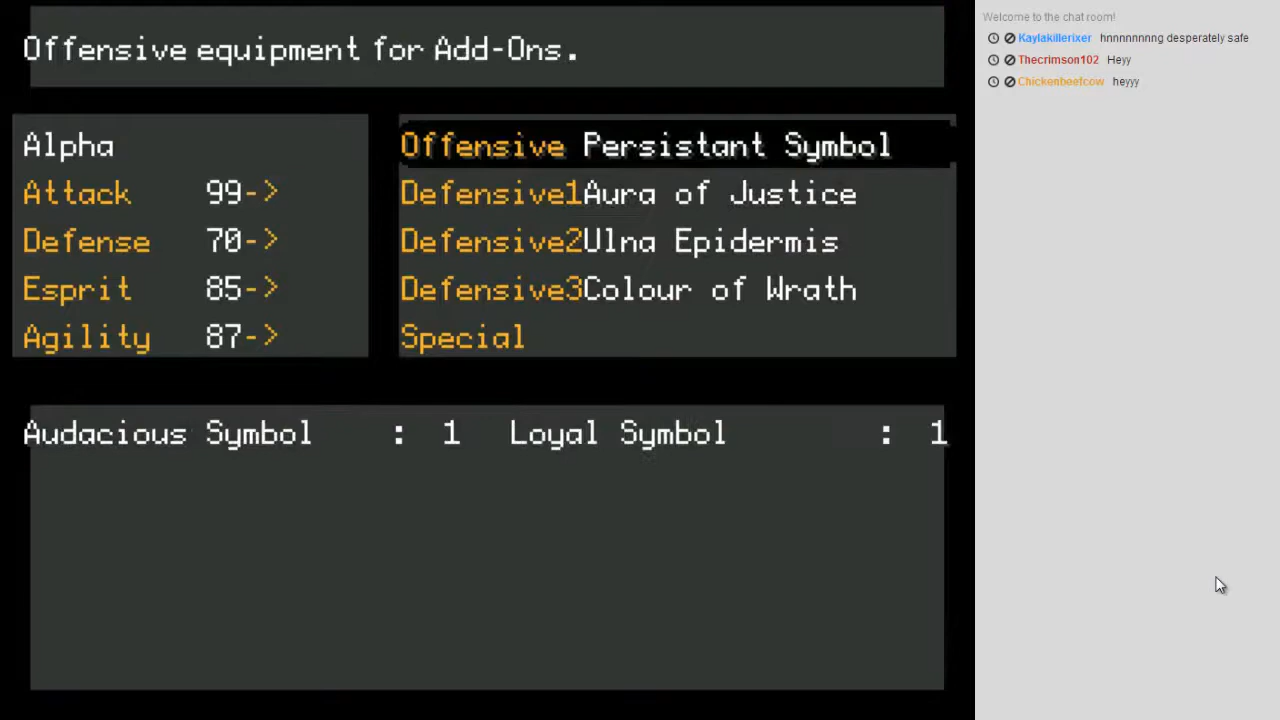 Offensive equipment for Add-Ons.
Alpha
Attack 99->
Defense 70->
Esprit 85->
Agility 87->
Offensive Persistant Symbol
Defensive1Aura of Justice
Defensive2Ulna Epidermis
Defensive3Colour of Wrath
Special
Audacious Symbol : 1 Loyal Symbol : 1
Welcome to the chat room!
Kaylakillerixer hnnnnnnnng desperately safe
Thecrimson102 Heyy
Chickenbeefcow heyyy